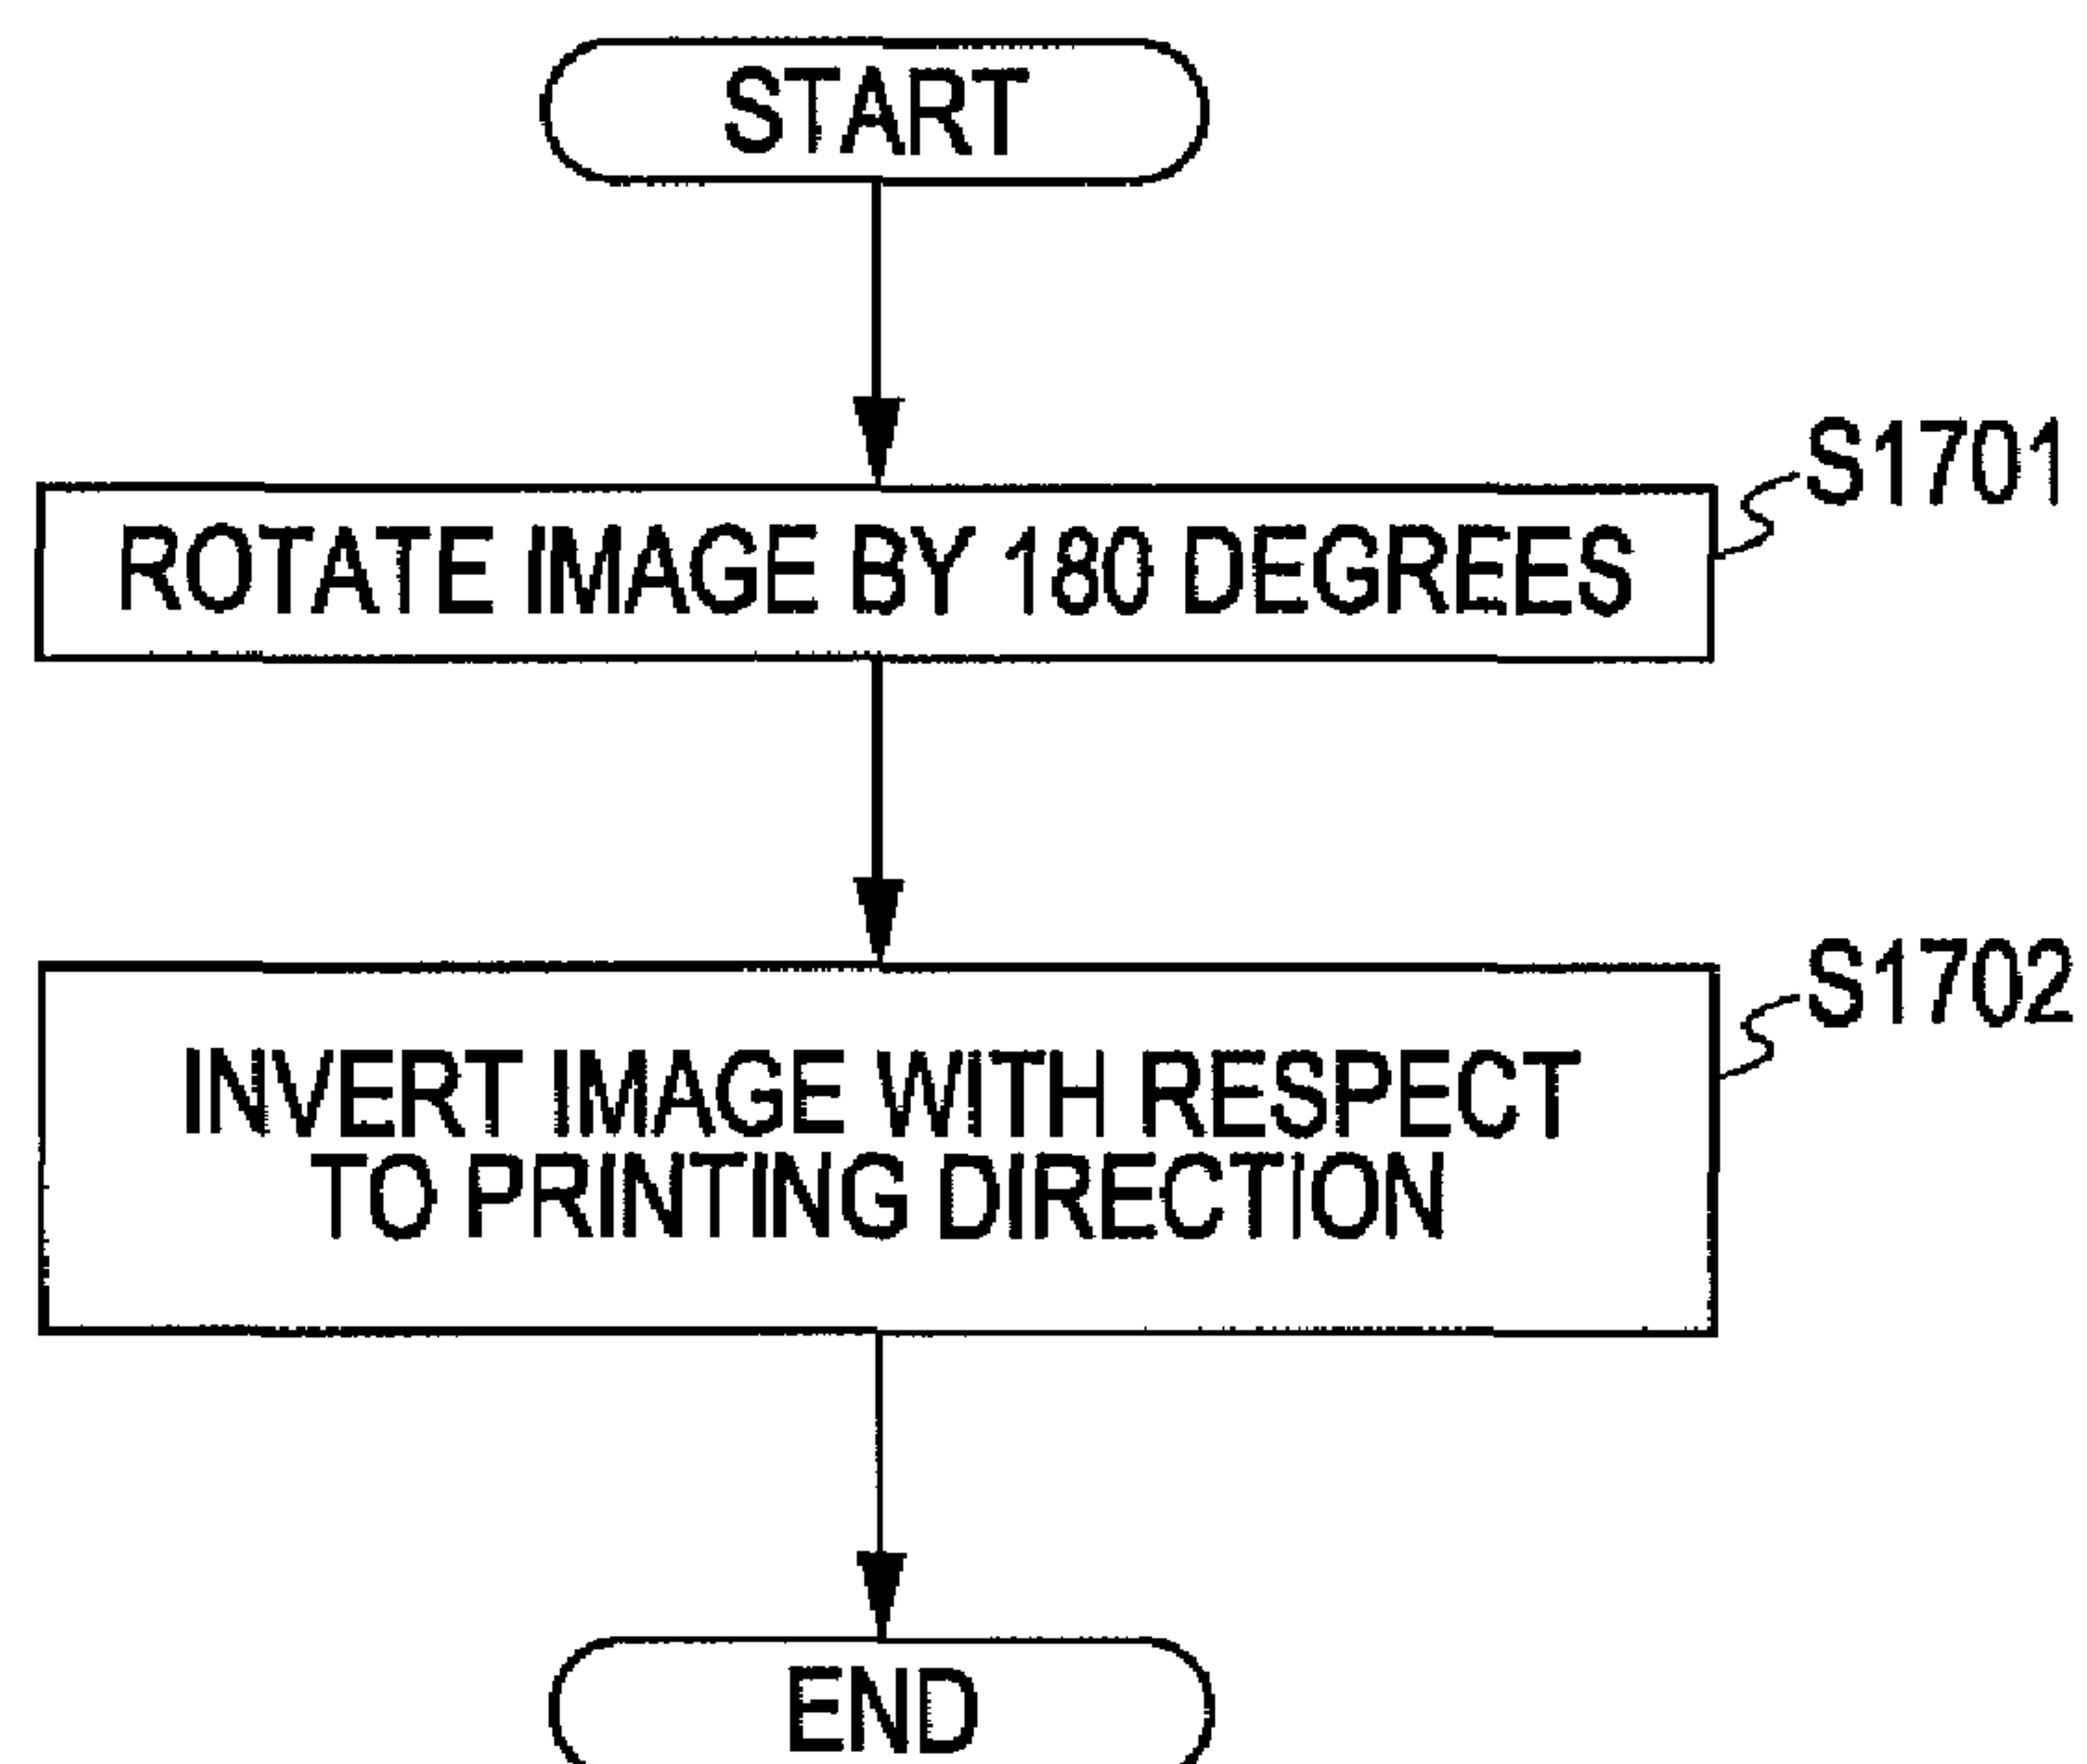 START
S1701
ROTATE IMAGE BY 180 DEGREES
S1702
INVERT IMAGE WITH RESPECT
TO PRINTING DIRECTION
END